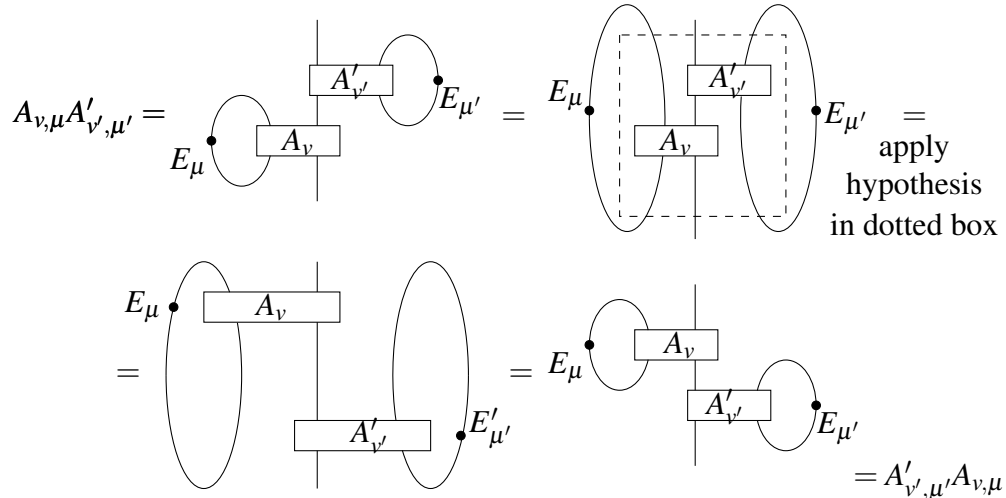 A_{ν,μ}A'_{ν',μ'} =
A'_{ν'}
E_{μ'}
A_ν
E_μ
=
E_μ
A'_{ν'}
A_ν
E_{μ'} =
apply
hypothesis
in dotted box
=
E_μ
A_ν
A'_{ν'}
E'_{μ'}
=
E_μ
A_ν
A'_{ν'}
E_{μ'}
= A'_{ν',μ'}A_{ν,μ}